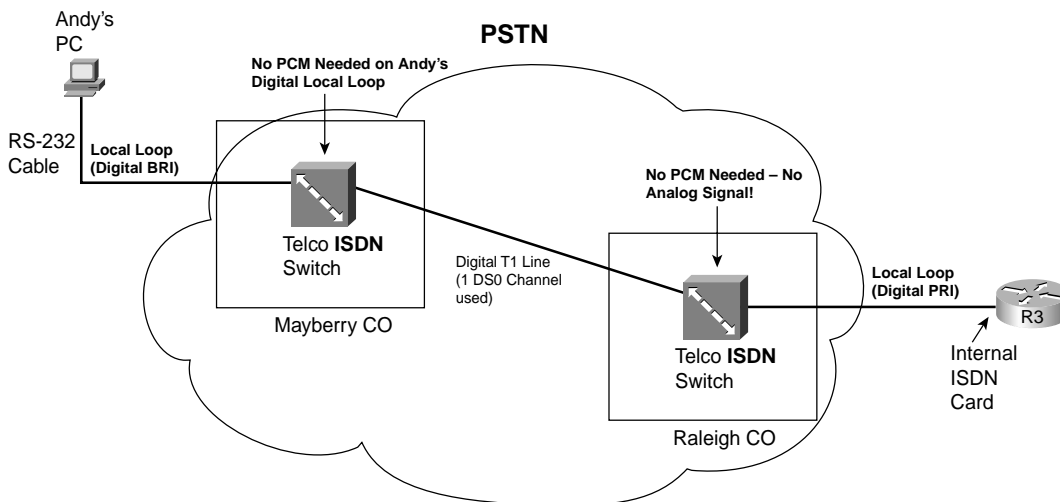 Andy's
PC
PSTN
No PCM Needed on Andy's
Digital Local Loop
RS-232
Cable
Local Loop
(Digital BRI)
No PCM Needed – No
Analog Signal!
Telco ISDN
Switch
Digital T1 Line
(1 DS0 Channel
used)
Local Loop
(Digital PRI)
R3
Mayberry CO
Telco ISDN
Switch
Internal
ISDN
Card
Raleigh CO